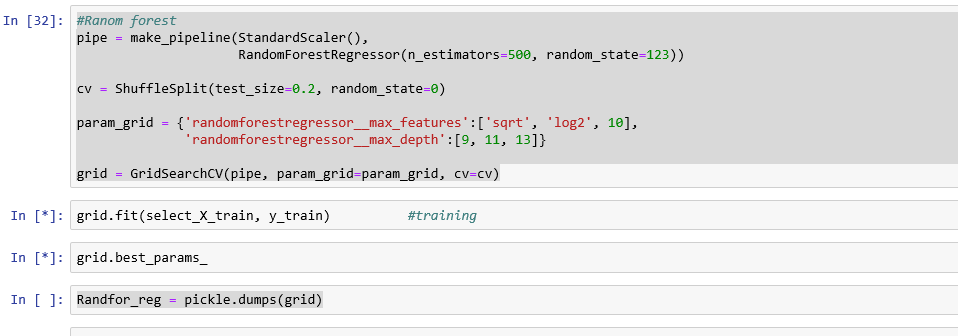 In [32]: #Ranom forest
pipe = make_pipeline(StandardScaler(),
RandomForestRegressor(n_estimators=500, random_state=123))
cv = ShuffleSplit(test_size=0.2, random_state=0)
param_grid = {'randomforestregressor__max_features':['sqrt', 'log2', 10],
'randomforestregressor__max_depth':[9, 11, 13]}
grid = GridSearchCV(pipe, param_grid=param_grid, cv=cv)
In [*]: grid.fit(select_X_train, y_train) #training
In [*]: grid.best_params_
In [ ]: Randfor_reg = pickle.dumps(grid)